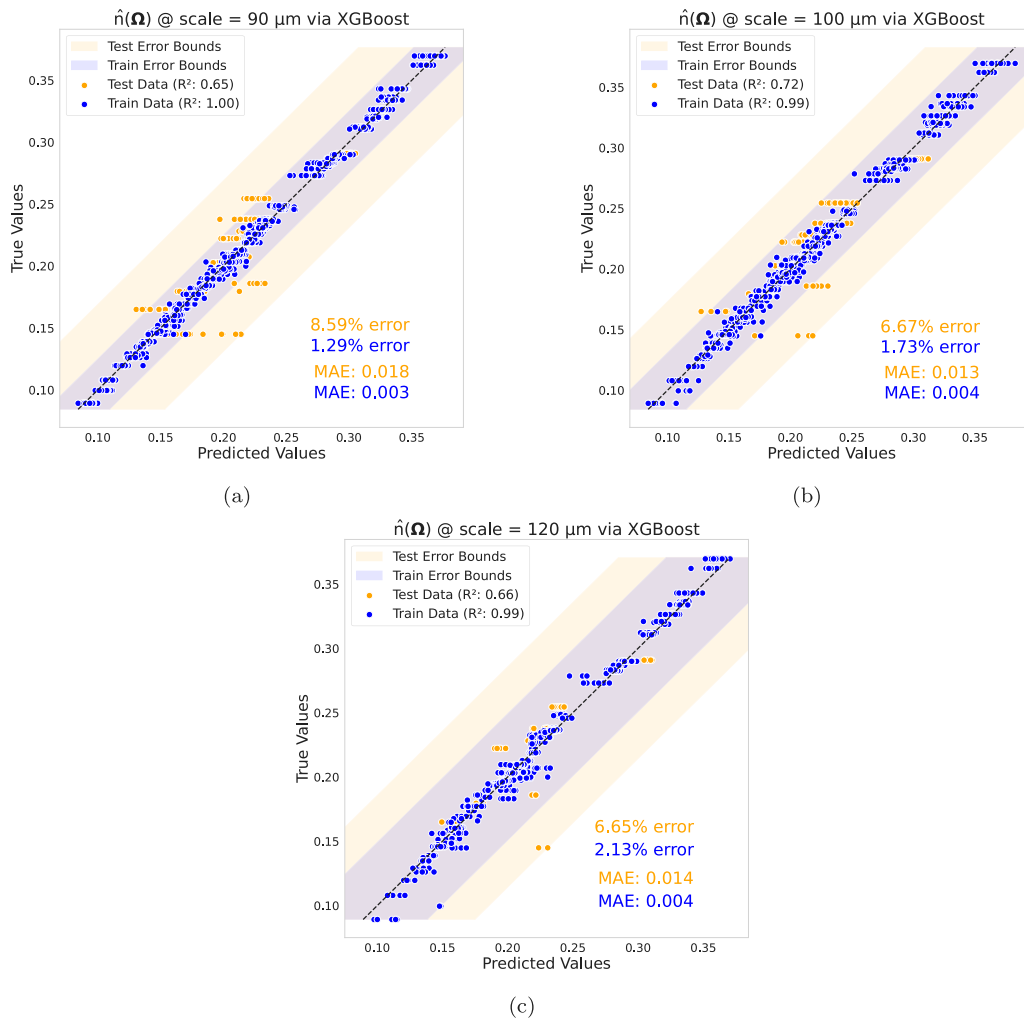 n̂(Ω) @ scale = 90 μm via XGBoost
Test Error Bounds
Train Error Bounds
Test Data (R²: 0.65)
Train Data (R²: 1.00)
0.35
0.30
0.25
0.20
0.15
0.10
True Values
8.59% error
1.29% error
MAE: 0.018
MAE: 0.003
0.10 0.15 0.20 0.25 0.30 0.35
Predicted Values
(a)
n̂(Ω) @ scale = 100 μm via XGBoost
Test Error Bounds
Train Error Bounds
Test Data (R²: 0.72)
Train Data (R²: 0.99)
0.35
0.30
0.25
0.20
0.15
0.10
True Values
6.67% error
1.73% error
MAE: 0.013
MAE: 0.004
0.10 0.15 0.20 0.25 0.30 0.35
Predicted Values
(b)
n̂(Ω) @ scale = 120 μm via XGBoost
Test Error Bounds
Train Error Bounds
Test Data (R²: 0.66)
Train Data (R²: 0.99)
0.35
0.30
0.25
0.20
0.15
0.10
True Values
6.65% error
2.13% error
MAE: 0.014
MAE: 0.004
0.10 0.15 0.20 0.25 0.30 0.35
Predicted Values
(c)